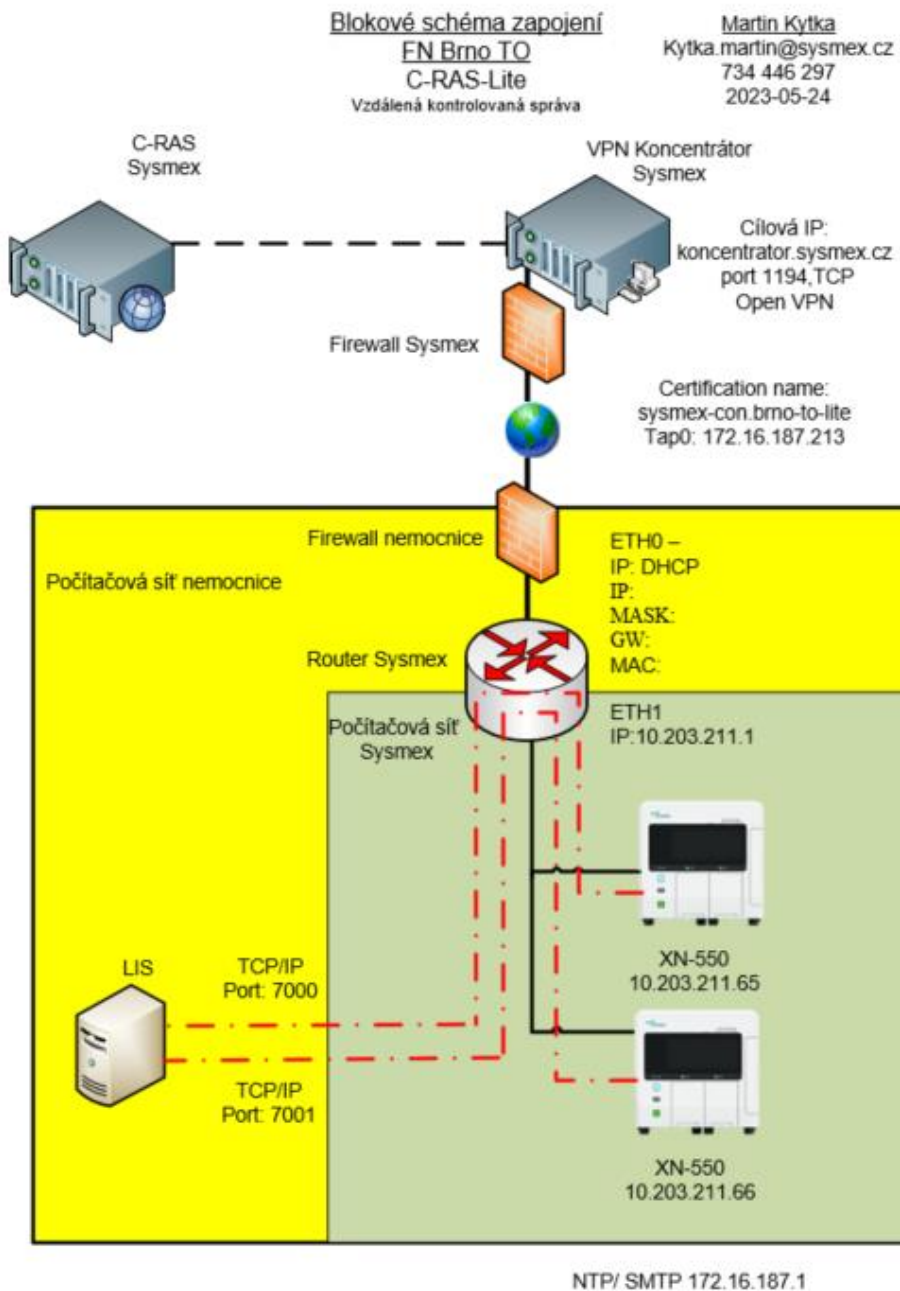 Blokové schéma zapojení
FN Brno TO
C-RAS-Lite
Vzdálená kontrolovaná správa
Martin Kytka
Kytka.martin@sysmex.cz
734 446 297
2023-05-24
C-RAS
Sysmex
VPN Koncentrátor
Sysmex
Cílová IP:
koncentrator.sysmex.cz
port 1194,TCP
Open VPN
Firewall Sysmex
Certification name:
sysmex-con.brno-to-lite
Tap0: 172.16.187.213
Firewall nemocnice
Počítačová síť nemocnice
ETH0 –
IP: DHCP
IP:
MASK:
GW:
MAC:
Router Sysmex
Počítačová síť
Sysmex
ETH1
IP:10.203.211.1
XN-550
10.203.211.65
LIS
TCP/IP
Port: 7000
TCP/IP
Port: 7001
XN-550
10.203.211.66
NTP/ SMTP 172.16.187.1